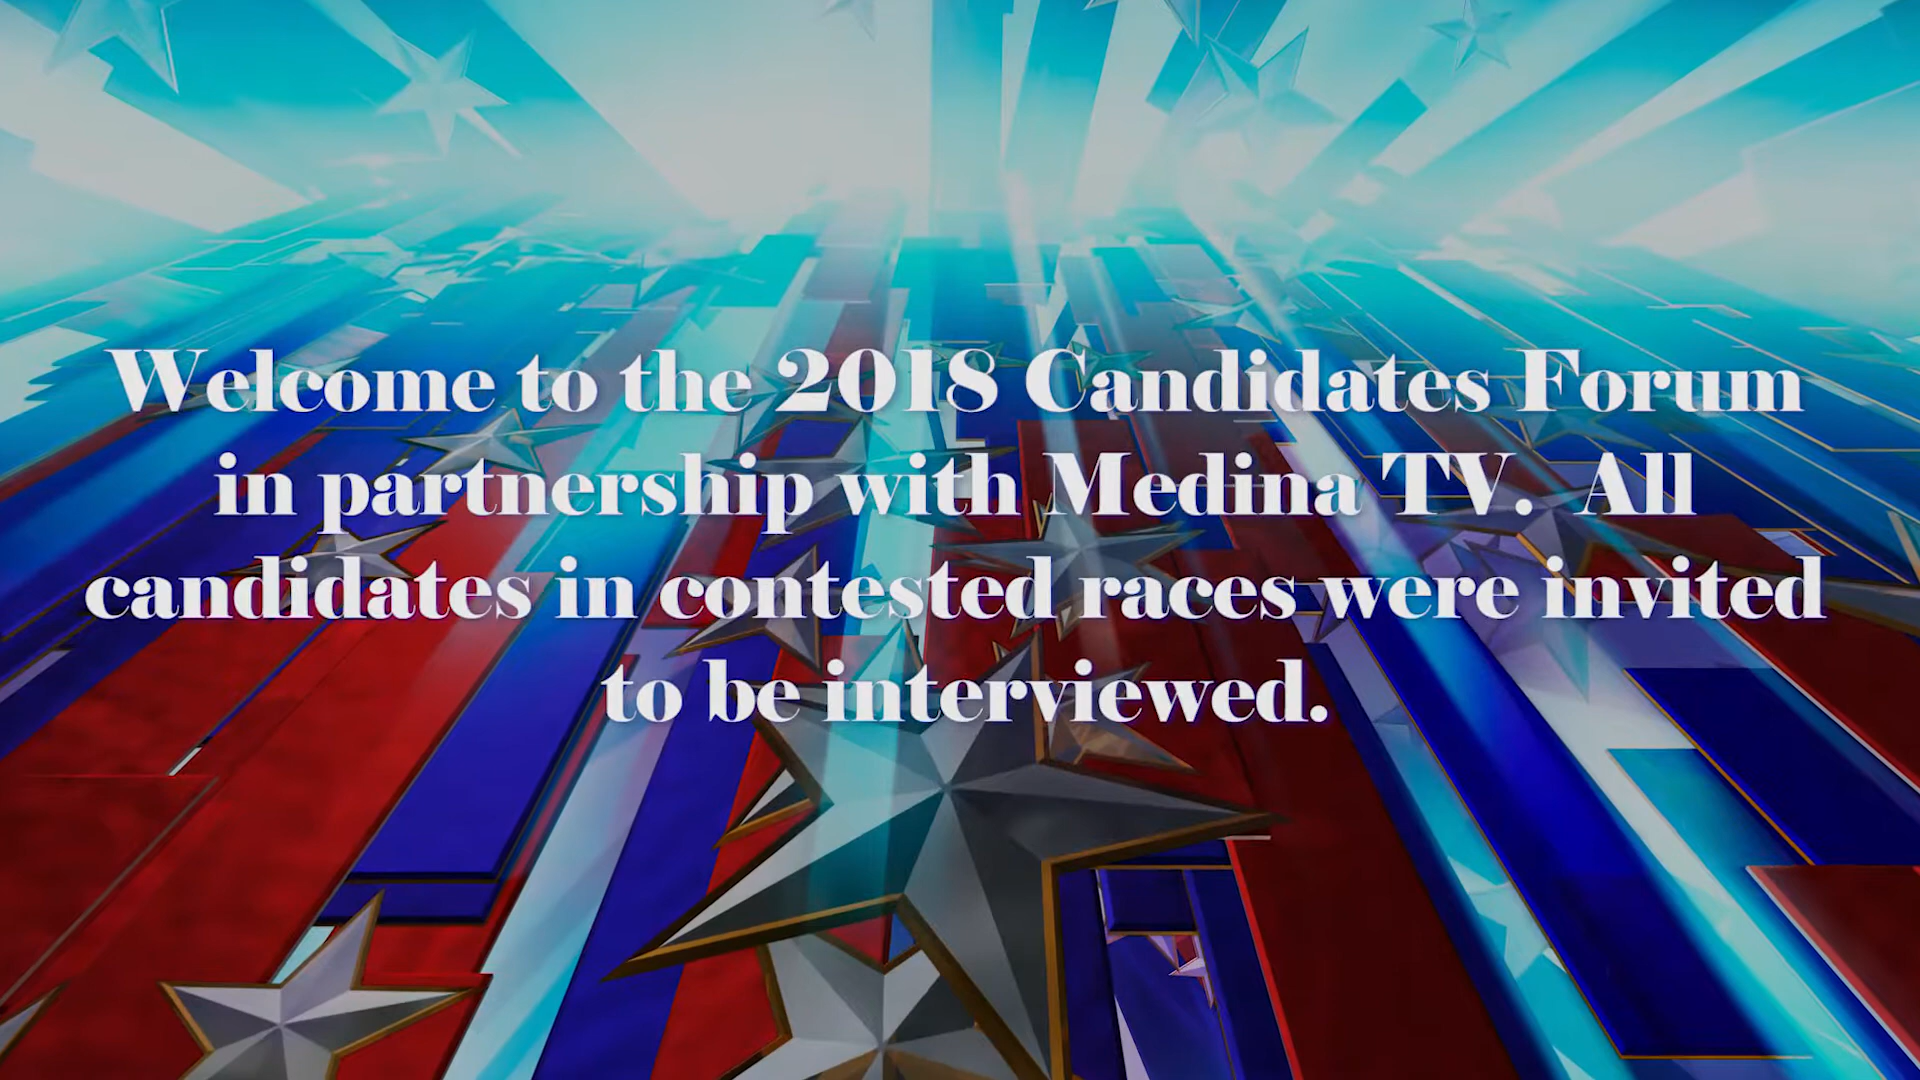 Welcome to the 2018 Candidates Forum
in partnership with Medina TV.  All
candidates in contested races were invited
to be interviewed.